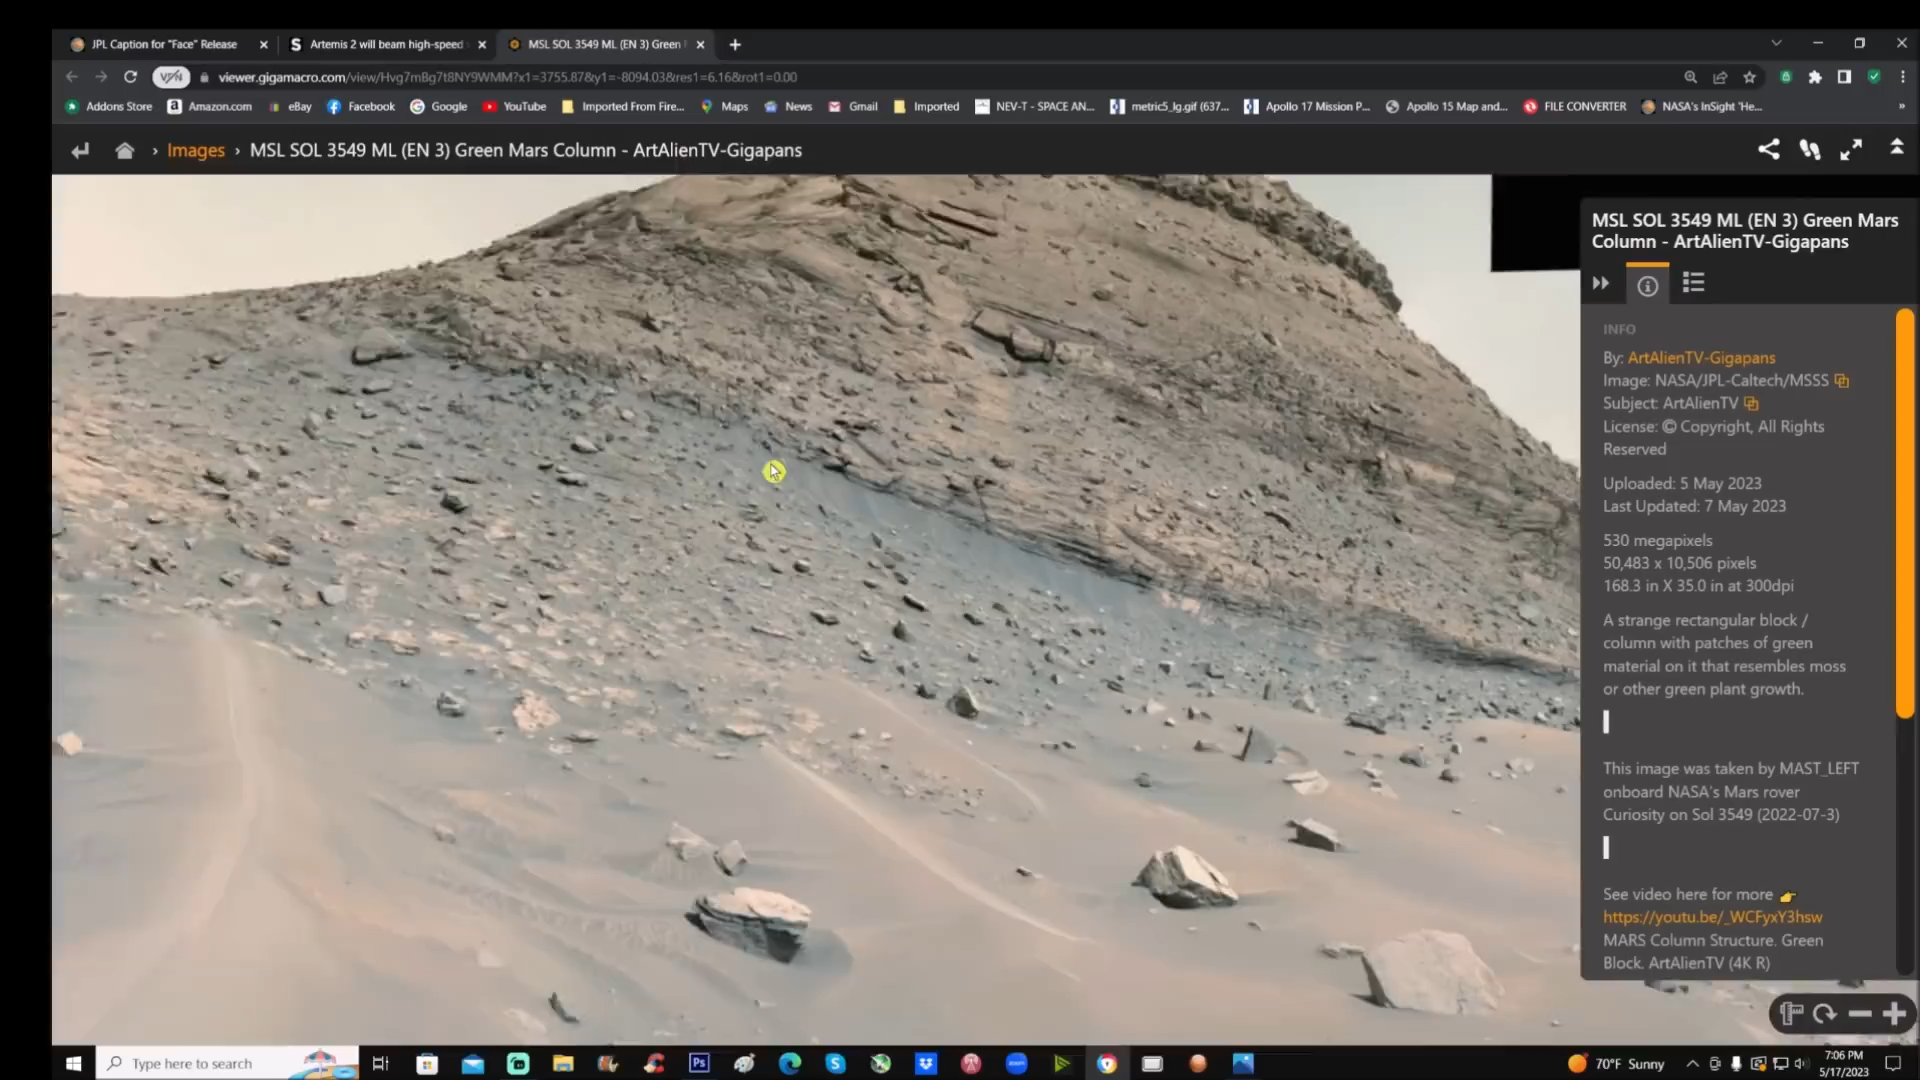 JPL Caption for "Face" Release
Artemis 2 will beam high-speed
MSL SOL 3549 ML (EN 3) Green
VPN
viewer.gigamacro.com/view/Hvg7mBg7t8NY9WMM?x1=3755.87&y1=-8094.03&res1=6.16&rot1=0.00
Addons Store
Amazon.com
eBay
Facebook
Google
YouTube
Imported From Fire...
Maps
News
Gmail
Imported
NEV-T - SPACE AN...
metric5_lg.gif (637...
Apollo 17 Mission P...
Apollo 15 Map and...
FILE CONVERTER
NASA's InSight 'He...
»
› Images › MSL SOL 3549 ML (EN 3) Green Mars Column - ArtAlienTV-Gigapans
MSL SOL 3549 ML (EN 3) Green Mars
Column - ArtAlienTV-Gigapans
INFO
By: ArtAlienTV-Gigapans
Image: NASA/JPL-Caltech/MSSS
Subject: ArtAlienTV
License: © Copyright, All Rights
Reserved
Uploaded: 5 May 2023
Last Updated: 7 May 2023
530 megapixels
50,483 x 10,506 pixels
168.3 in X 35.0 in at 300dpi
A strange rectangular block /
column with patches of green
material on it that resembles moss
or other green plant growth.
This image was taken by MAST_LEFT
onboard NASA's Mars rover
Curiosity on Sol 3549 (2022-07-3)
See video here for more 👉
https://youtu.be/_WCFyxY3hsw
MARS Column Structure. Green
Block. ArtAlienTV (4K R)
Type here to search
Ps
70°F Sunny
7:06 PM
5/17/2023